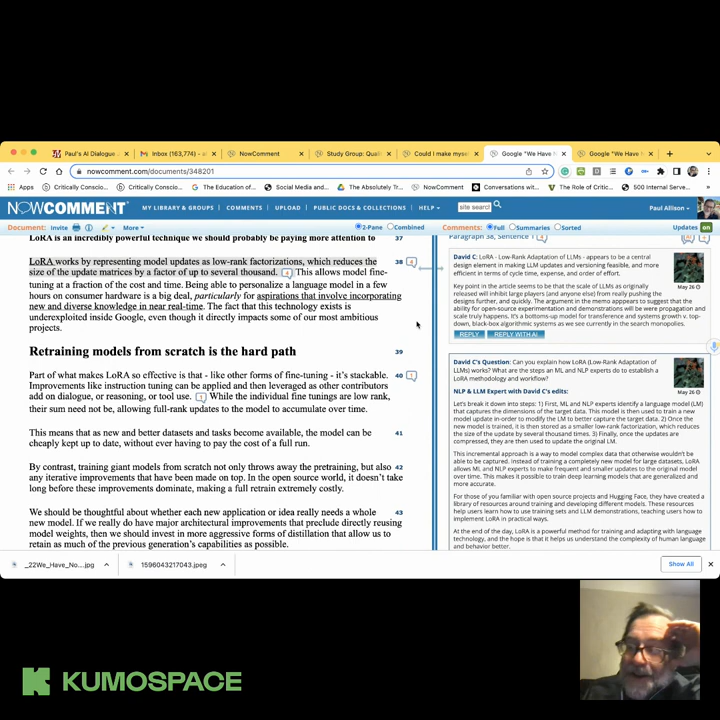 Paul's AI Dialogue
Inbox (163,774) - a
NowComment
Study Group: Quali
Could I make myse
Google "We Have N
Google "We Have N
nowcomment.com/documents/348201
Apps
Critically Conscio...
Critically Conscio...
The Education of...
Social Media and...
The Absolutely Tr...
NowComment
Conversations wit...
The Role of Critic...
500 Internal Serve...
NOWCOMMENT
MY LIBRARY & GROUPS
COMMENTS
UPLOAD
PUBLIC DOCS & COLLECTIONS
HELP
site search
Paul Allison
Document:
Invite
More
2-Pane
Combined
Comments:
Full
Summaries
Sorted
Updates
on
LoRA is an incredibly powerful technique we should probably be paying more attention to
37
LoRA works by representing model updates as low-rank factorizations, which reduces the
38
size of the update matrices by a factor of up to several thousand. This allows model fine-
tuning at a fraction of the cost and time. Being able to personalize a language model in a few
hours on consumer hardware is a big deal, particularly for aspirations that involve incorporating
new and diverse knowledge in near real-time. The fact that this technology exists is
underexploited inside Google, even though it directly impacts some of our most ambitious
projects.
Retraining models from scratch is the hard path
39
Part of what makes LoRA so effective is that - like other forms of fine-tuning - it's stackable.
40
Improvements like instruction tuning can be applied and then leveraged as other contributors
add on dialogue, or reasoning, or tool use. While the individual fine tunings are low rank,
their sum need not be, allowing full-rank updates to the model to accumulate over time.
This means that as new and better datasets and tasks become available, the model can be
41
cheaply kept up to date, without ever having to pay the cost of a full run.
By contrast, training giant models from scratch not only throws away the pretraining, but also
42
any iterative improvements that have been made on top. In the open source world, it doesn't take
long before these improvements dominate, making a full retrain extremely costly.
We should be thoughtful about whether each new application or idea really needs a whole
43
new model. If we really do have major architectural improvements that preclude directly reusing
model weights, then we should invest in more aggressive forms of distillation that allow us to
retain as much of the previous generation's capabilities as possible.
Paragraph 38, Sentence 1
David C: LoRA - Low-Rank Adaptation of LLMs - appears to be a central
design element in making LLM updates and versioning feasible, and more
efficient in terms of cycle time, expense, and order of effort.
Key point in the article seems to be that the scale of LLMs as originally
released will inhibit large players (and anyone else) from really pushing the
designs further, and quickly. The argument in the memo appears to suggest that the
ability for open-source experimentation and demonstrations will be were propagation and
scale truly happens. It's a bottom-up model for transference and systems growth v. top-
down, black-box algorithmic systems as we see currently in the search monopolies.
May 26
REPLY
REPLY WITH AI
David C's Question: Can you explain how LoRA (Low-Rank Adaptation of
LLMs) works? What are the steps an ML and NLP experts do to establish a
LoRA methodology and workflow?
NLP & LLM Expert with David C's edits:
May 26
Let's break it down into steps: 1) First, ML and NLP experts identify a language model (LM)
that captures the dimensions of the target data. This model is then used to train a new
model update in order to modify the LM to better capture the target data. 2) Once the
new model is trained, it is then stored as a smaller low-rank factorization, which reduces
the size of the update by several thousand times. 3) Finally, once the updates are
compressed, they are then used to update the original LM.
This incremental approach is a way to model complex data that otherwise wouldn't be
able to be captured. Instead of training a completely new model for large datasets, LoRA
allows ML and NLP experts to make frequent and smaller updates to the original model
over time. This makes it possible to train deep learning models that are generalized and
more accurate.
For those of you familiar with open source projects and Hugging Face, they have created a
library of resources around training and developing different models. These resources
help users learn how to use training sets and LLM demonstrations, teaching users how to
implement LoRA in practical ways.
At the end of the day, LoRA is a powerful method for training and adapting with language
technology, and the hope is that it helps us understand the complexity of human language
and behavior better.
_22We_Have_No....jpg
1596043217043.jpeg
Show All
KUMOSPACE